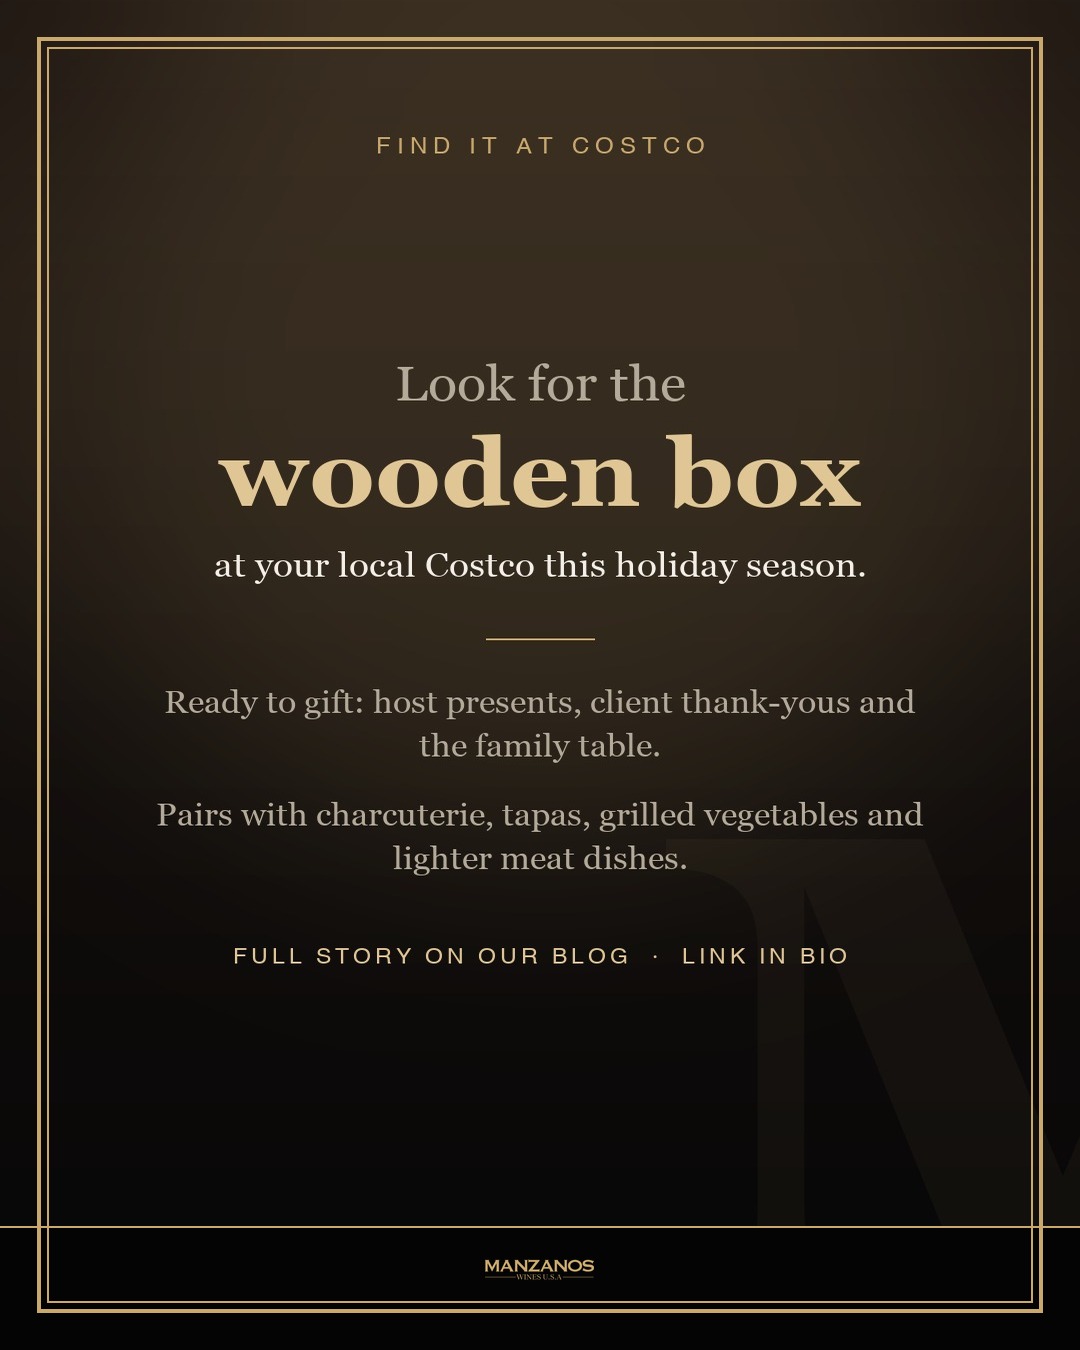 FIND IT AT COSTCO
Look for the
wooden box
at your local Costco this holiday season.
Ready to gift: host presents, client thank-yous and
the family table.
Pairs with charcuterie, tapas, grilled vegetables and
lighter meat dishes.
FULL STORY ON OUR BLOG · LINK IN BIO
MANZANOS
WINES U.S.A